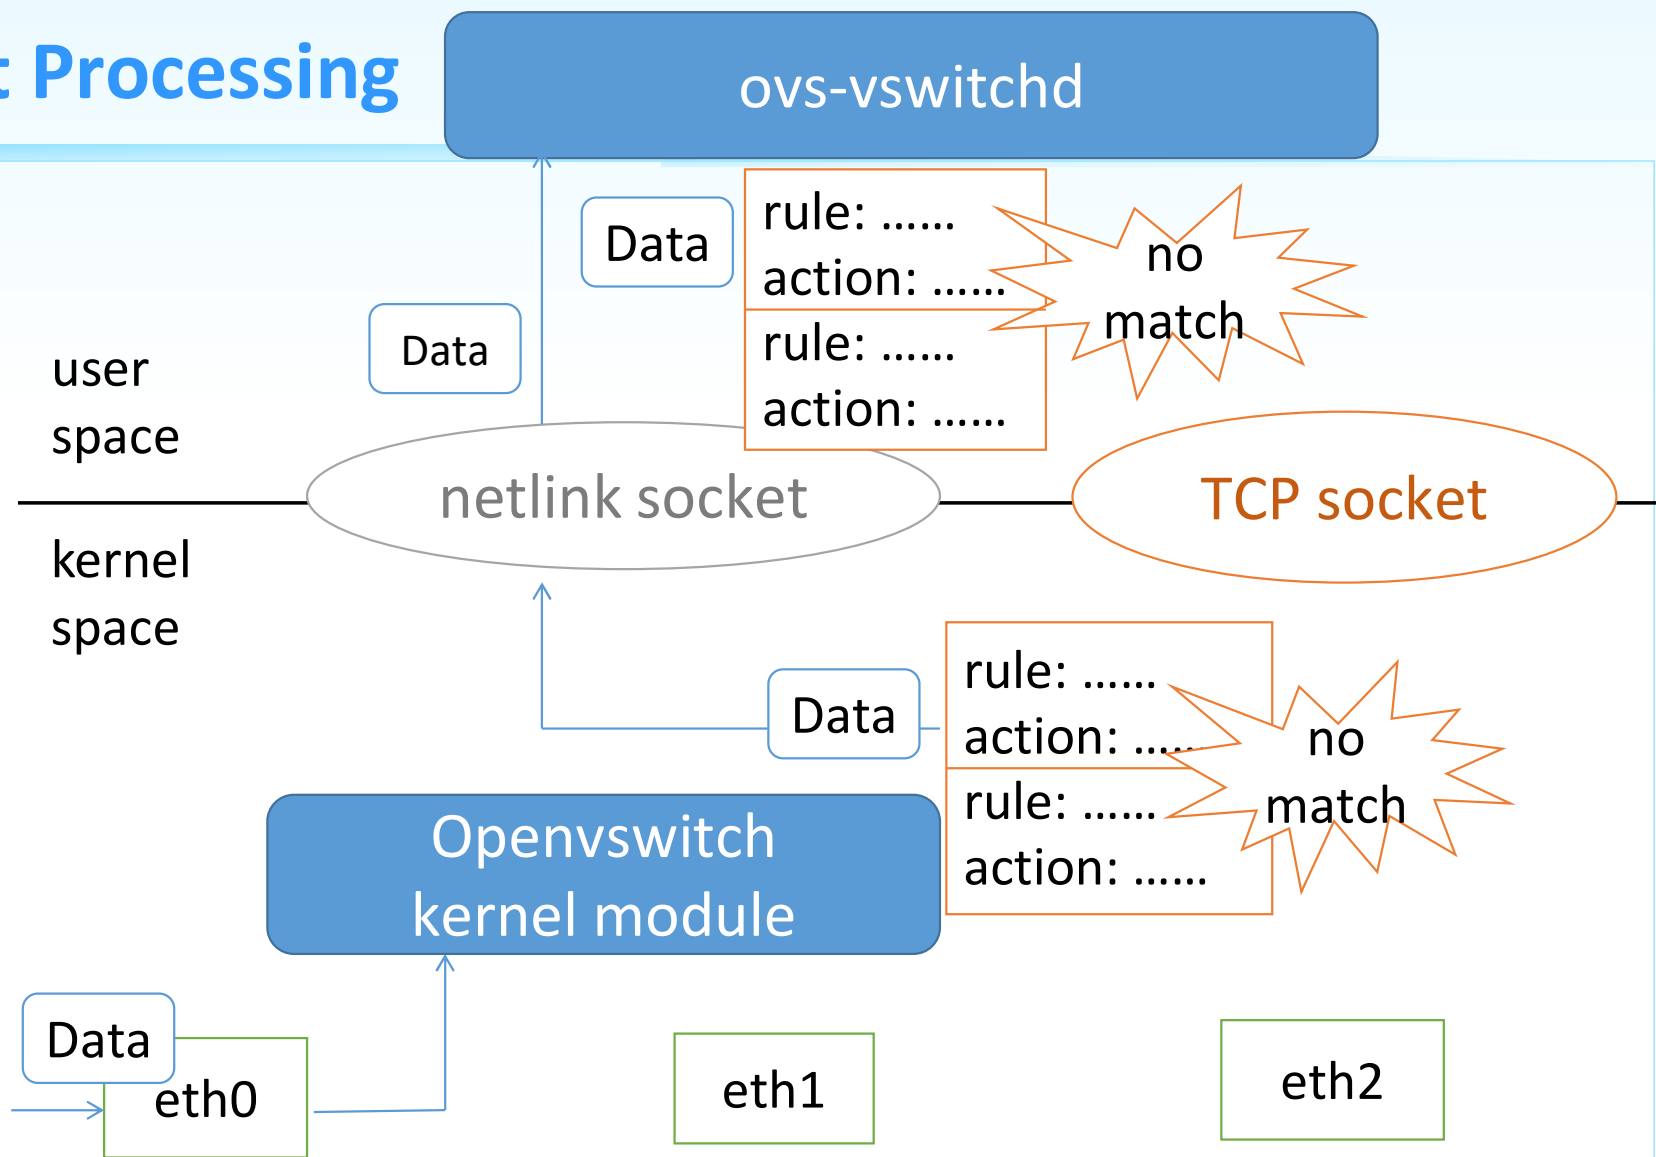 t Processing
ovs-vswitchd
Data
rule: ......
action: ......
rule: ......
action: ......
no
match
Data
user
space
netlink socket
TCP socket
kernel
space
Data
rule: ......
action: ......
rule: ......
action: ......
no
match
Openvswitch
kernel module
Data
eth0
eth1
eth2